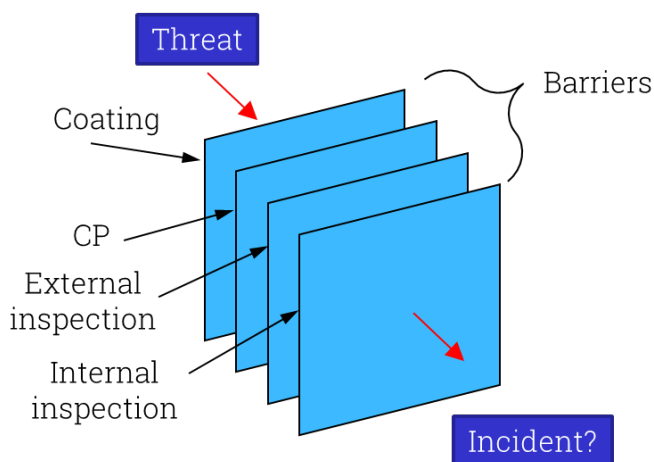 Threat
Barriers
Coating
CP
External
inspection
Internal
inspection
Incident?